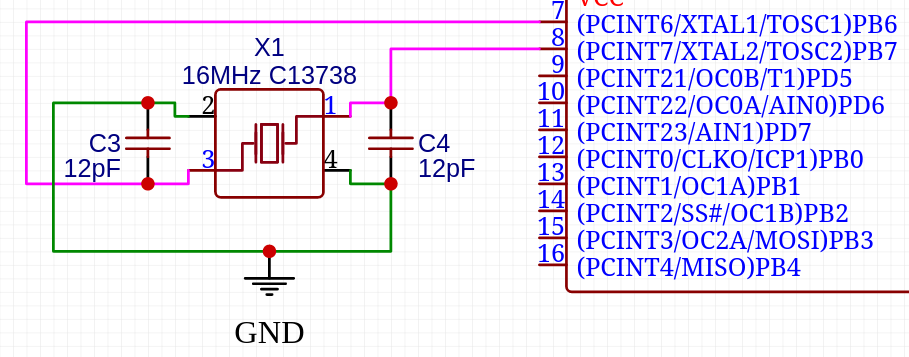 VCC
7 (PCINT6/XTAL1/TOSC1)PB6
8 (PCINT7/XTAL2/TOSC2)PB7
9 (PCINT21/OC0B/T1)PD5
10 (PCINT22/OC0A/AIN0)PD6
11 (PCINT23/AIN1)PD7
12 (PCINT0/CLKO/ICP1)PB0
13 (PCINT1/OC1A)PB1
14 (PCINT2/SS#/OC1B)PB2
15 (PCINT3/OC2A/MOSI)PB3
16 (PCINT4/MISO)PB4
X1
16MHz C13738
2 1
3 4
C3
12pF
C4
12pF
GND